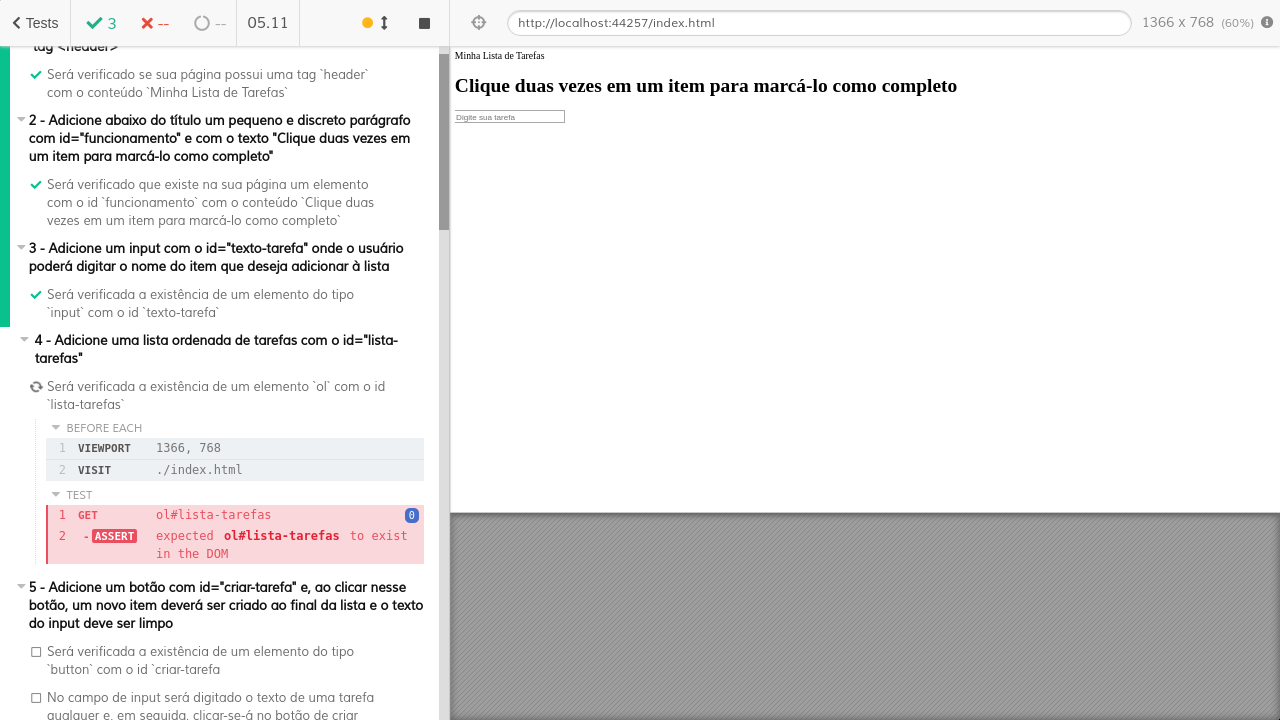 Tests 3 -- -- 05.11 http://localhost:44257/index.html 1366 x 768 (60%)
tag <header>
Será verificado se sua página possui uma tag `header`
com o conteúdo `Minha Lista de Tarefas`
2 - Adicione abaixo do título um pequeno e discreto parágrafo
com id="funcionamento" e com o texto "Clique duas vezes em
um item para marcá-lo como completo"
Será verificado que existe na sua página um elemento
com o id `funcionamento` com o conteúdo `Clique duas
vezes em um item para marcá-lo como completo`
3 - Adicione um input com o id="texto-tarefa" onde o usuário
poderá digitar o nome do item que deseja adicionar à lista
Será verificada a existência de um elemento do tipo
`input` com o id `texto-tarefa`
4 - Adicione uma lista ordenada de tarefas com o id="lista-
tarefas"
Será verificada a existência de um elemento `ol` com o id
`lista-tarefas`
BEFORE EACH
1 VIEWPORT 1366, 768
2 VISIT ./index.html
TEST
1 GET ol#lista-tarefas 0
2 -ASSERT expected ol#lista-tarefas to exist
in the DOM
5 - Adicione um botão com id="criar-tarefa" e, ao clicar nesse
botão, um novo item deverá ser criado ao final da lista e o texto
do input deve ser limpo
Será verificada a existência de um elemento do tipo
`button` com o id `criar-tarefa
No campo de input será digitado o texto de uma tarefa
qualquer e, em seguida, clicar-se-á no botão de criar
Minha Lista de Tarefas
Clique duas vezes em um item para marcá-lo como completo
Digite sua tarefa